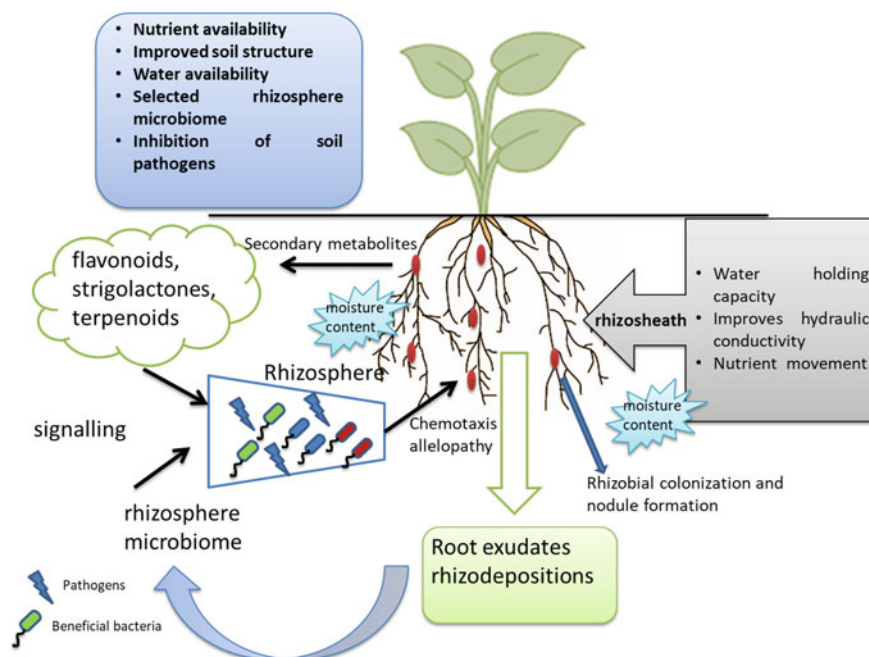 • Nutrient availability
• Improved soil structure
• Water availability
• Selected rhizosphere
microbiome
• Inhibition of soil
pathogens
Secondary metabolites
flavonoids,
strigolactones,
terpenoids
moisture
content
rhizosheath
• Water holding
capacity
• Improves hydraulic
conductivity
• Nutrient movement
Rhizosphere
signalling
Chemotaxis
allelopathy
moisture
content
Rhizobial colonization and
nodule formation
rhizosphere
microbiome
Root exudates
rhizodepositions
Pathogens
Beneficial bacteria